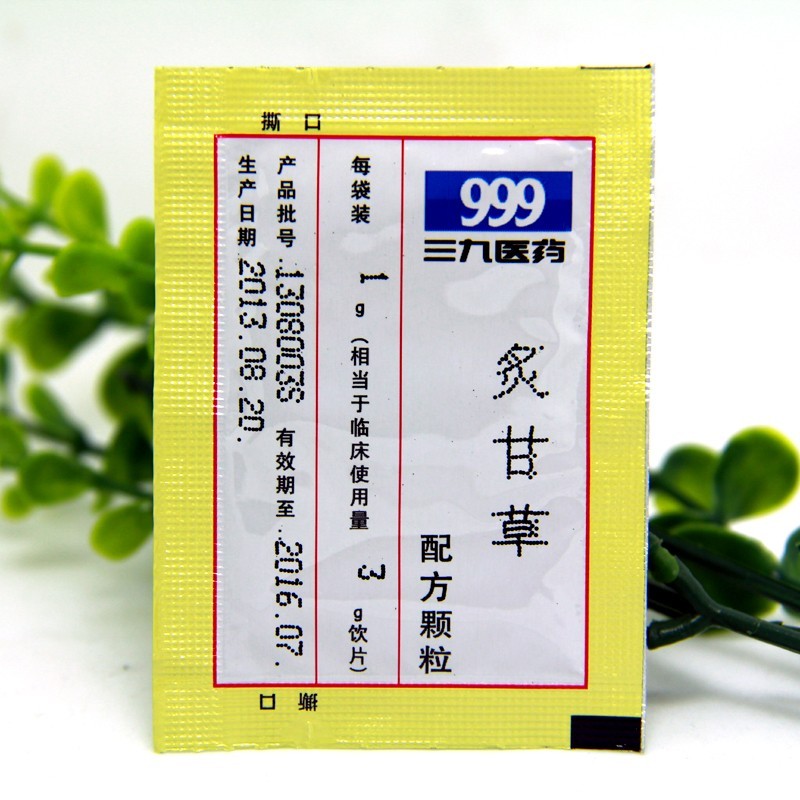 撕口
999
三九医药
炙甘草
配方颗粒
每袋装 1g(相当于临床使用量 3g饮片)
产品批号.1308003S 有效期至.2016.07.
生产日期.2013.08.20.
撕口